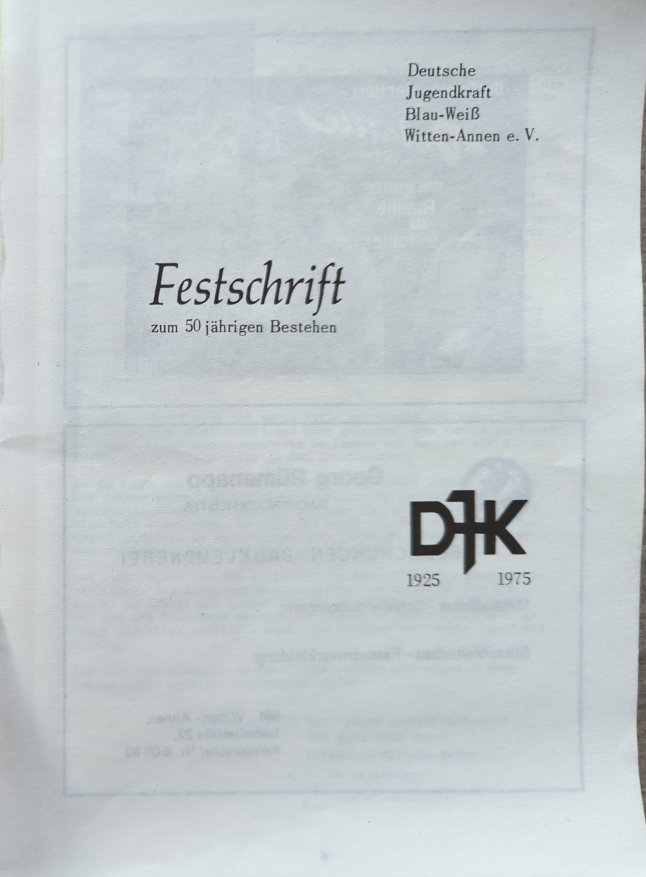 Deutsche
Jugendkraft
Blau-Weiß
Witten-Annen e. V.
Festschrift
zum 50 jährigen Bestehen
DJK
1925 1975